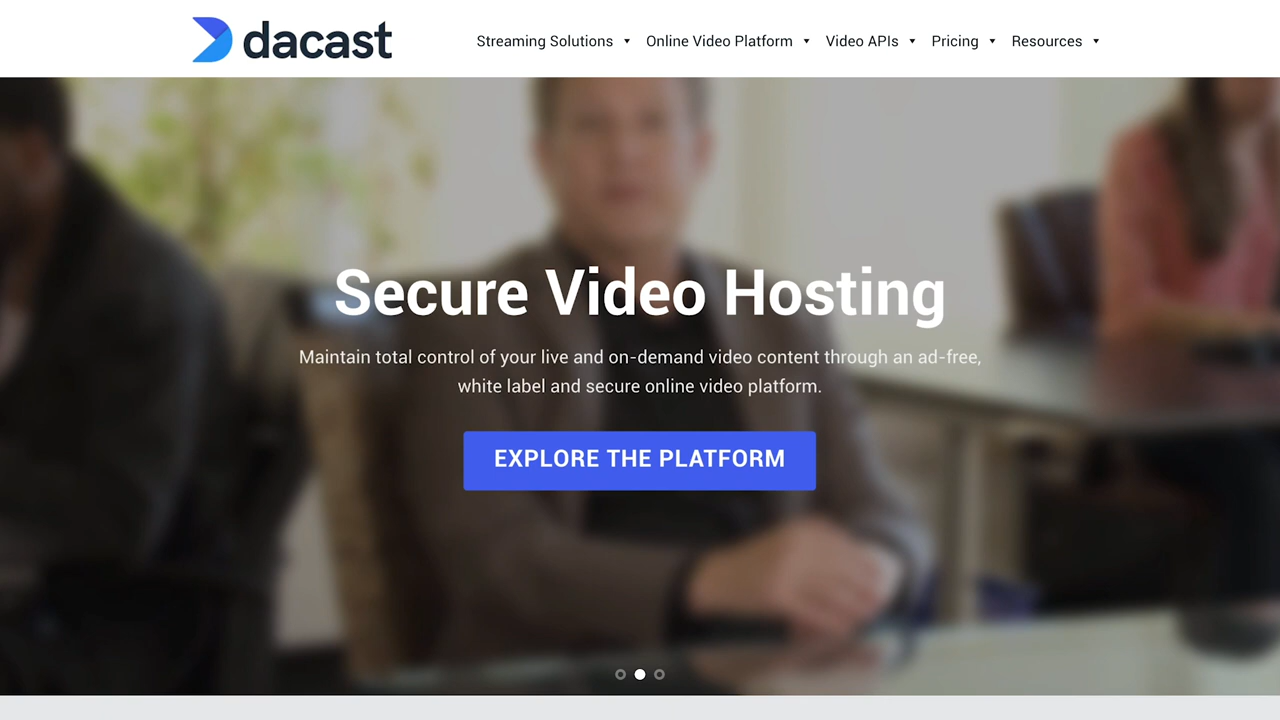 dacast
Streaming Solutions
Online Video Platform
Video APIs
Pricing
Resources
Secure Video Hosting
Maintain total control of your live and on-demand video content through an ad-free,
white label and secure online video platform.
EXPLORE THE PLATFORM